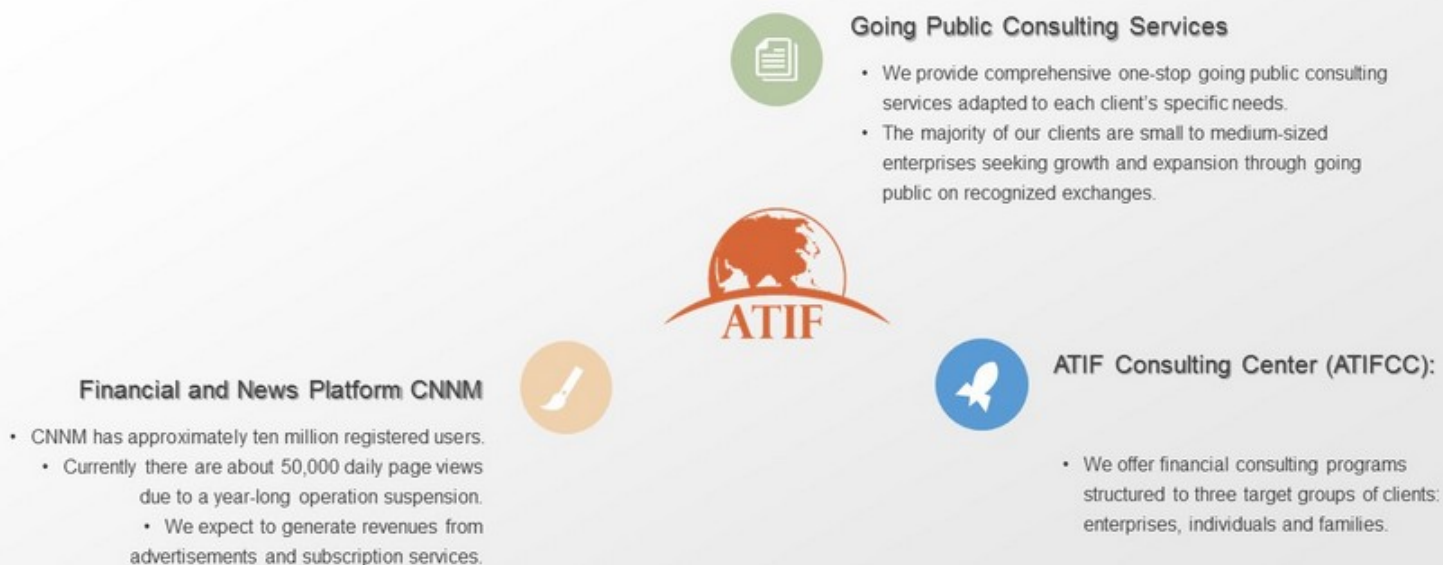 Going Public Consulting Services
• We provide comprehensive one-stop going public consulting
services adapted to each client's specific needs.
• The majority of our clients are small to medium-sized
enterprises seeking growth and expansion through going
public on recognized exchanges.
ATIF
Financial and News Platform CNNM
• CNNM has approximately ten million registered users.
• Currently there are about 50,000 daily page views
due to a year-long operation suspension.
• We expect to generate revenues from
advertisements and subscription services.
ATIF Consulting Center (ATIFCC):
• We offer financial consulting programs
structured to three target groups of clients:
enterprises, individuals and families.